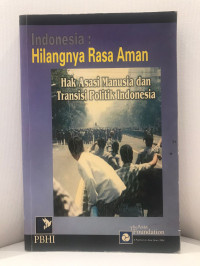 Indonesia :
Hilangnya Rasa Aman
Hak Asasi Manusia dan
Transisi Politik Indonesia
PBHI
Foundation